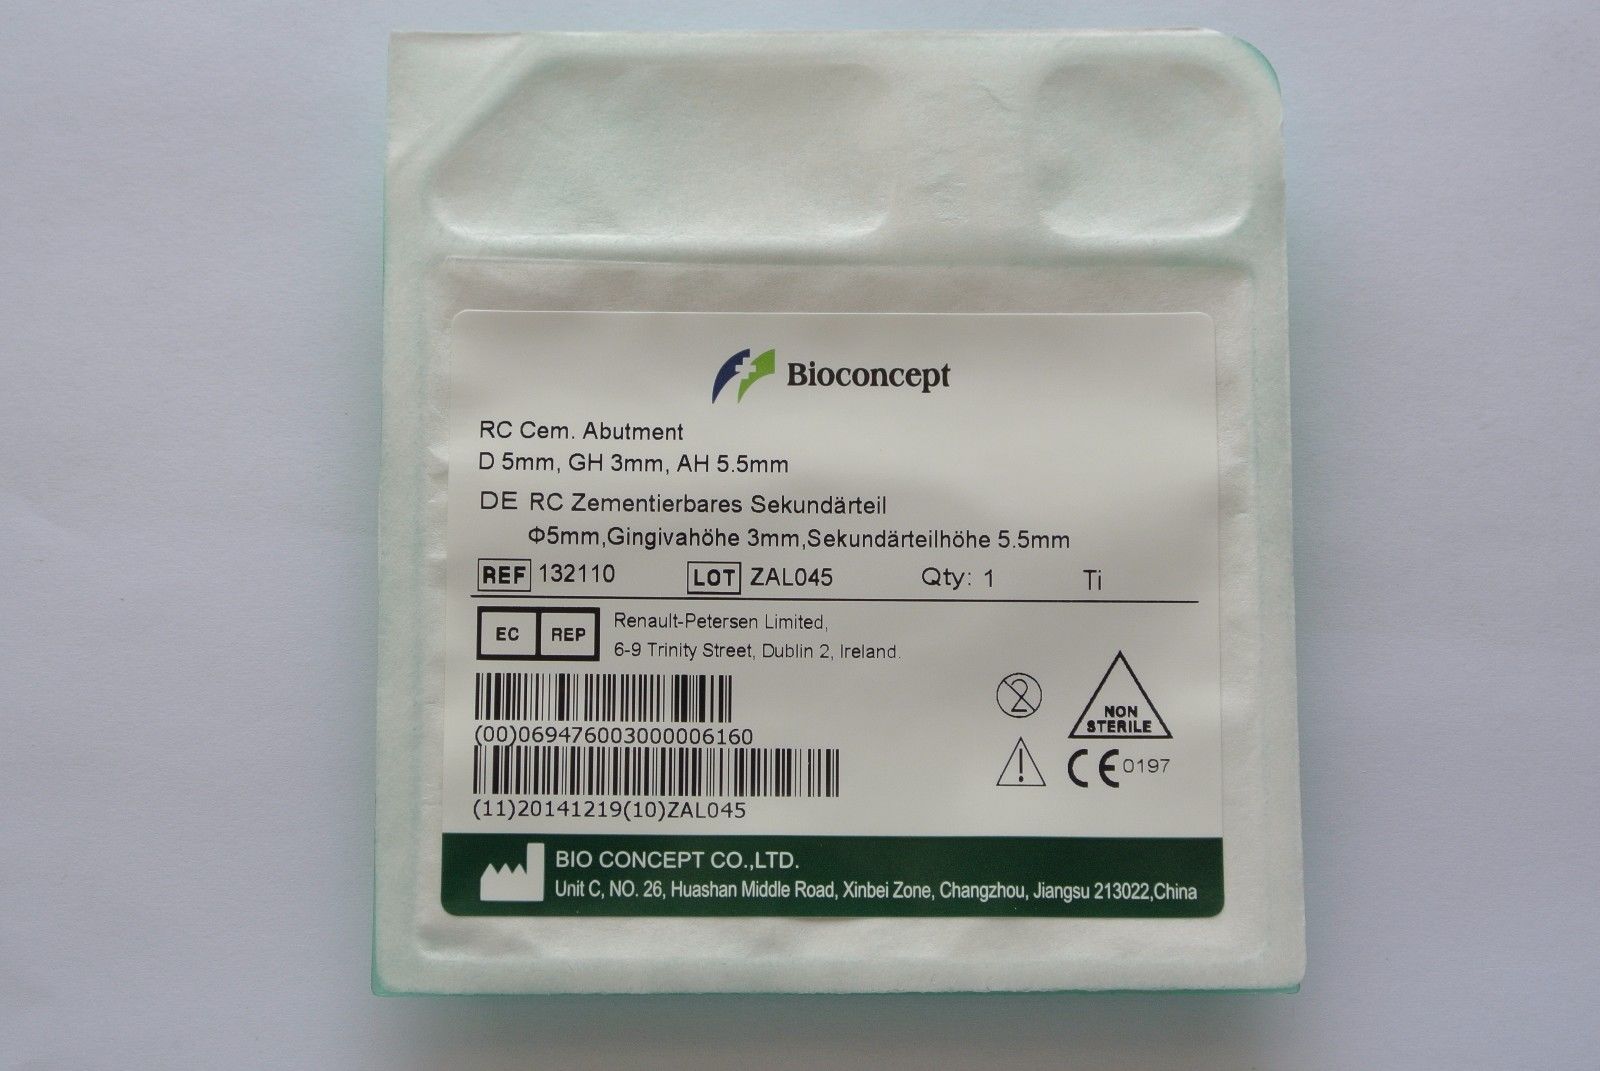 Bioconcept
RC Cem. Abutment
D 5mm, GH 3mm, AH 5.5mm
DE RC Zementierbares Sekundärteil
Φ5mm,Gingivahöhe 3mm,Sekundärteilhöhe 5.5mm
REF 132110 LOT ZAL045 Qty: 1 Ti
EC REP Renault-Petersen Limited,
6-9 Trinity Street, Dublin 2, Ireland.
2 NON STERILE
(00)069476003000006160
! CE 0197
(11)20141219(10)ZAL045
BIO CONCEPT CO.,LTD.
Unit C, NO. 26, Huashan Middle Road, Xinbei Zone, Changzhou, Jiangsu 213022,China